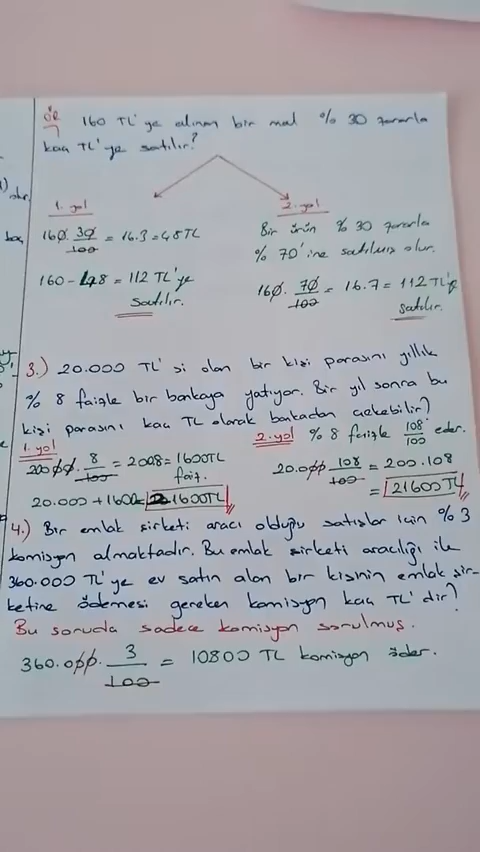 ÖR
160 TL'ye alınan bir mal % 30 zararla
kaç TL'ye satılır?
1. yol
160 . 30/100 = 16.3 = 48 TL
160 - 48 = 112 TL'ye
satılır.
2. yol
Bir ürün % 30 zararla
% 70'ine satılmış olur.
160 . 70/100 = 16.7 = 112 TL'ye
satılır.
3.) 20.000 TL'si olan bir kişi parasını yıllık
% 8 faizle bir bankaya yatıyor. Bir yıl sonra bu
kişi parasını kaç TL olarak bankadan çekebilir?
1. yol
20000 . 8/100 = 200.8 = 1600 TL
faiz.
20.000 + 1600 = 21600 TL
2. yol % 8 faizle 108/100 eder.
20.000 108/100 = 200.108
= 21600 TL
4.) Bir emlak şirketi aracı olduğu satışlar için % 3
komisyon almaktadır. Bu emlak şirketi aracılığı ile
360.000 TL'ye ev satın alan bir kişinin emlak şir-
ketine ödemesi gereken komisyon kaç TL'dir?
Bu soruda sadece komisyon sorulmuş.
360.000 . 3/100 = 10800 TL komisyon öder.